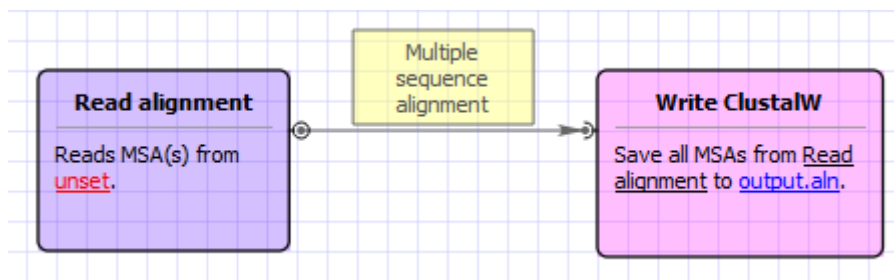 Multiple
sequence
alignment
Read alignment
Reads MSA(s) from
unset.
Write ClustalW
Save all MSAs from Read
alignment to output.aln.